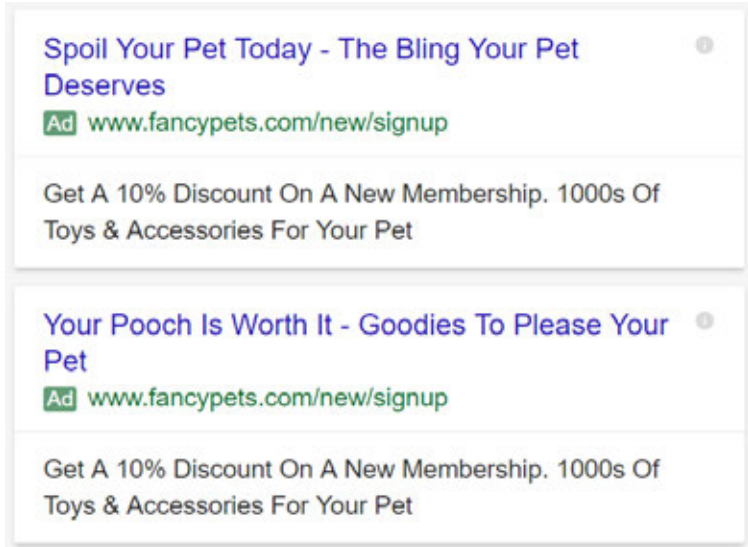 Spoil Your Pet Today - The Bling Your Pet
Deserves
Ad www.fancypets.com/new/signup
Get A 10% Discount On A New Membership. 1000s Of
Toys & Accessories For Your Pet
Your Pooch Is Worth It - Goodies To Please Your
Pet
Ad www.fancypets.com/new/signup
Get A 10% Discount On A New Membership. 1000s Of
Toys & Accessories For Your Pet